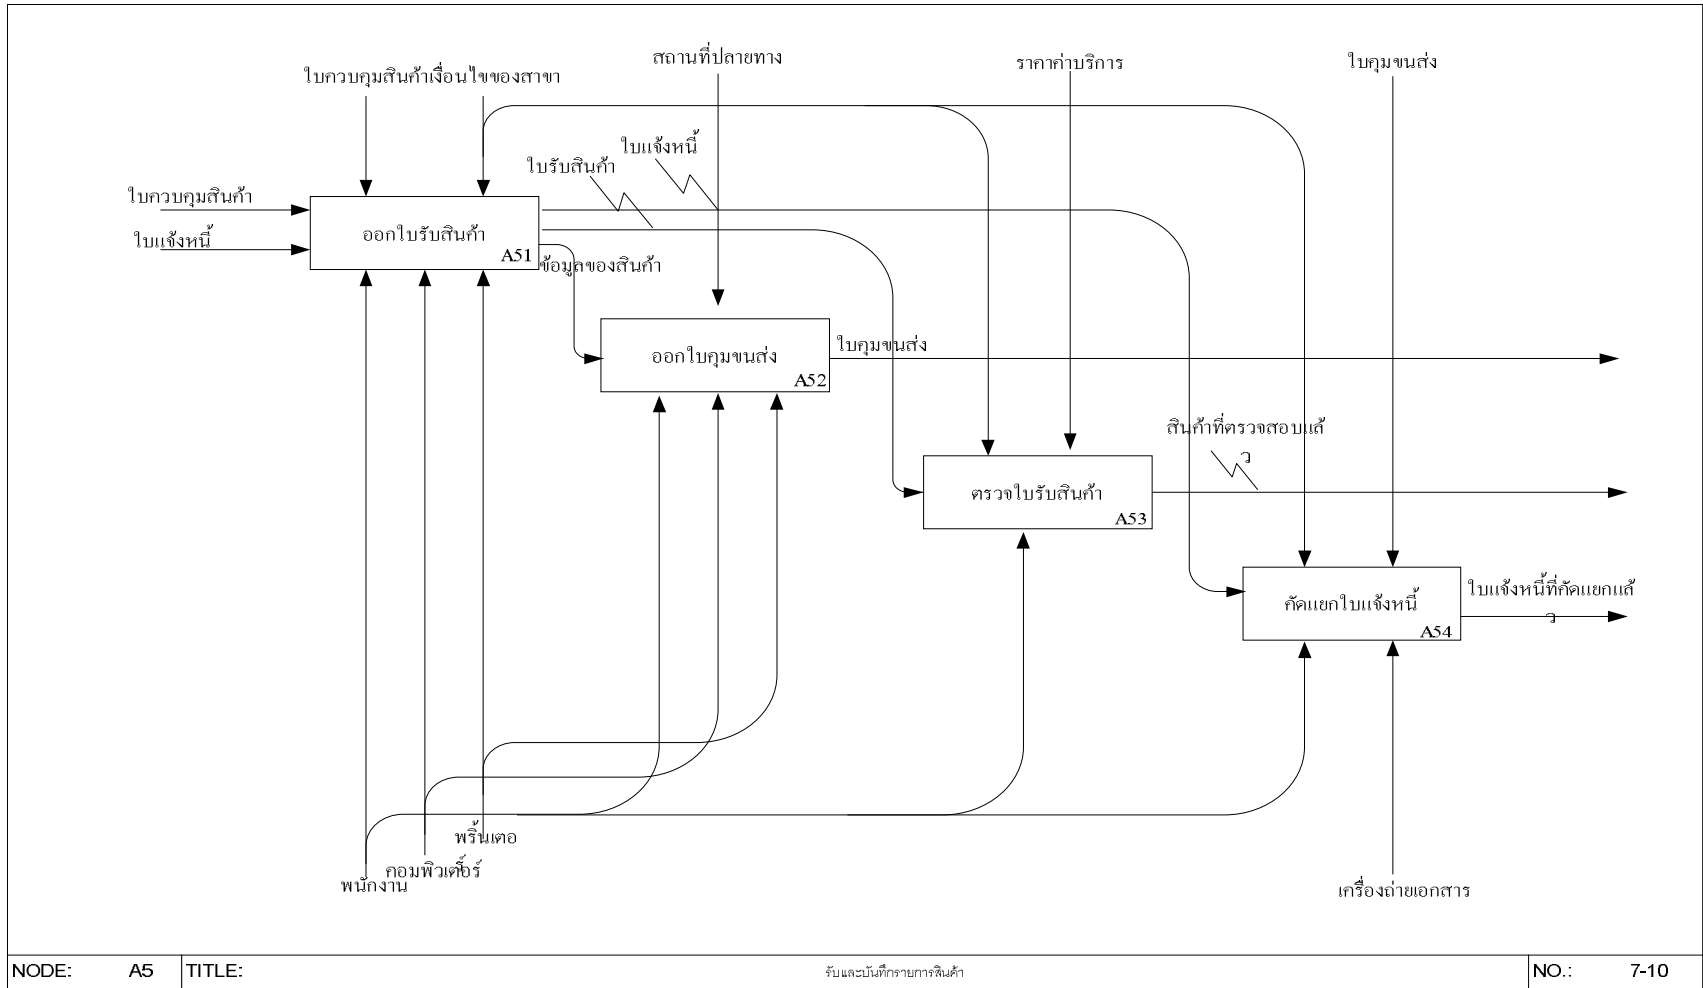 สถานที่ปลายทาง
ราคาค่าบริการ
ใบคุมขนส่ง
ใบควบคุมสินค้าเงื่อนไขของสาขา
ใบแจ้งหนี้
ใบรับสินค้า
ใบควบคุมสินค้า
ใบแจ้งหนี้
ออกใบรับสินค้า
A51
ข้อมูลของสินค้า
ออกใบคุมขนส่ง
A52
ใบคุมขนส่ง
สินค้าที่ตรวจสอบแล้
ว
ตรวจใบรับสินค้า
A53
คัดแยกใบแจ้งหนี้
A54
ใบแจ้งหนี้ที่คัดแยกแล้
ว
พริ้นเตอ
ร์
คอมพิวเตอร์
พนักงาน
เครื่องถ่ายเอกสาร
NODE: A5 TITLE: รับและบันทึกรายการสินค้า NO.: 7-10